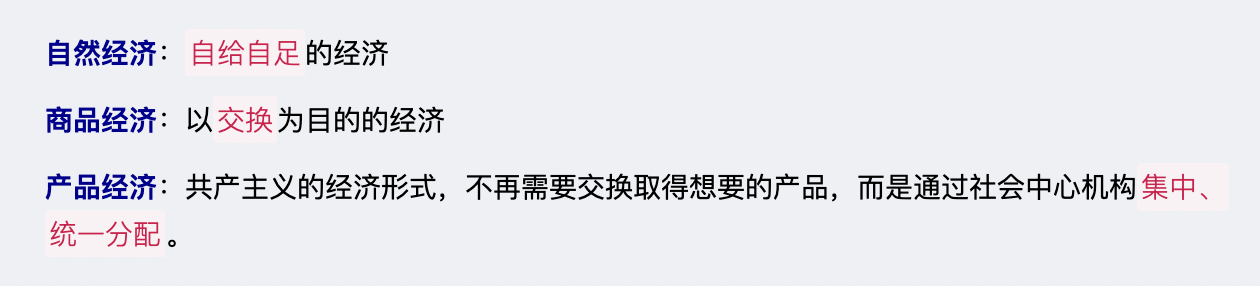 自然经济：自给自足的经济
商品经济：以交换为目的的经济
产品经济：共产主义的经济形式，不再需要交换取得想要的产品，而是通过社会中心机构集中、
统一分配。